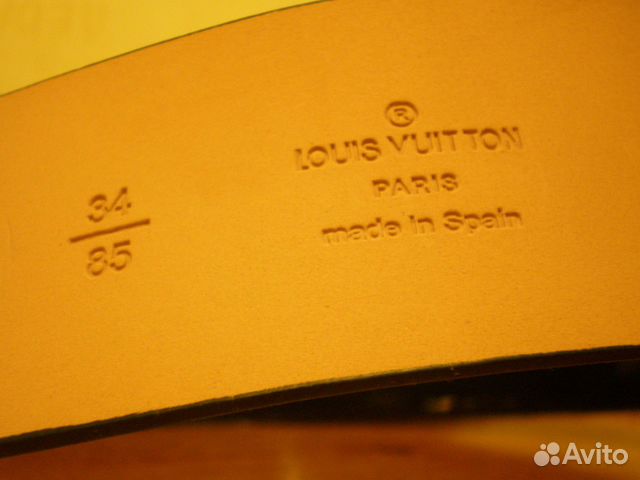 ®
LOUIS VUITTON
PARIS
made in Spain
34
85
Avito